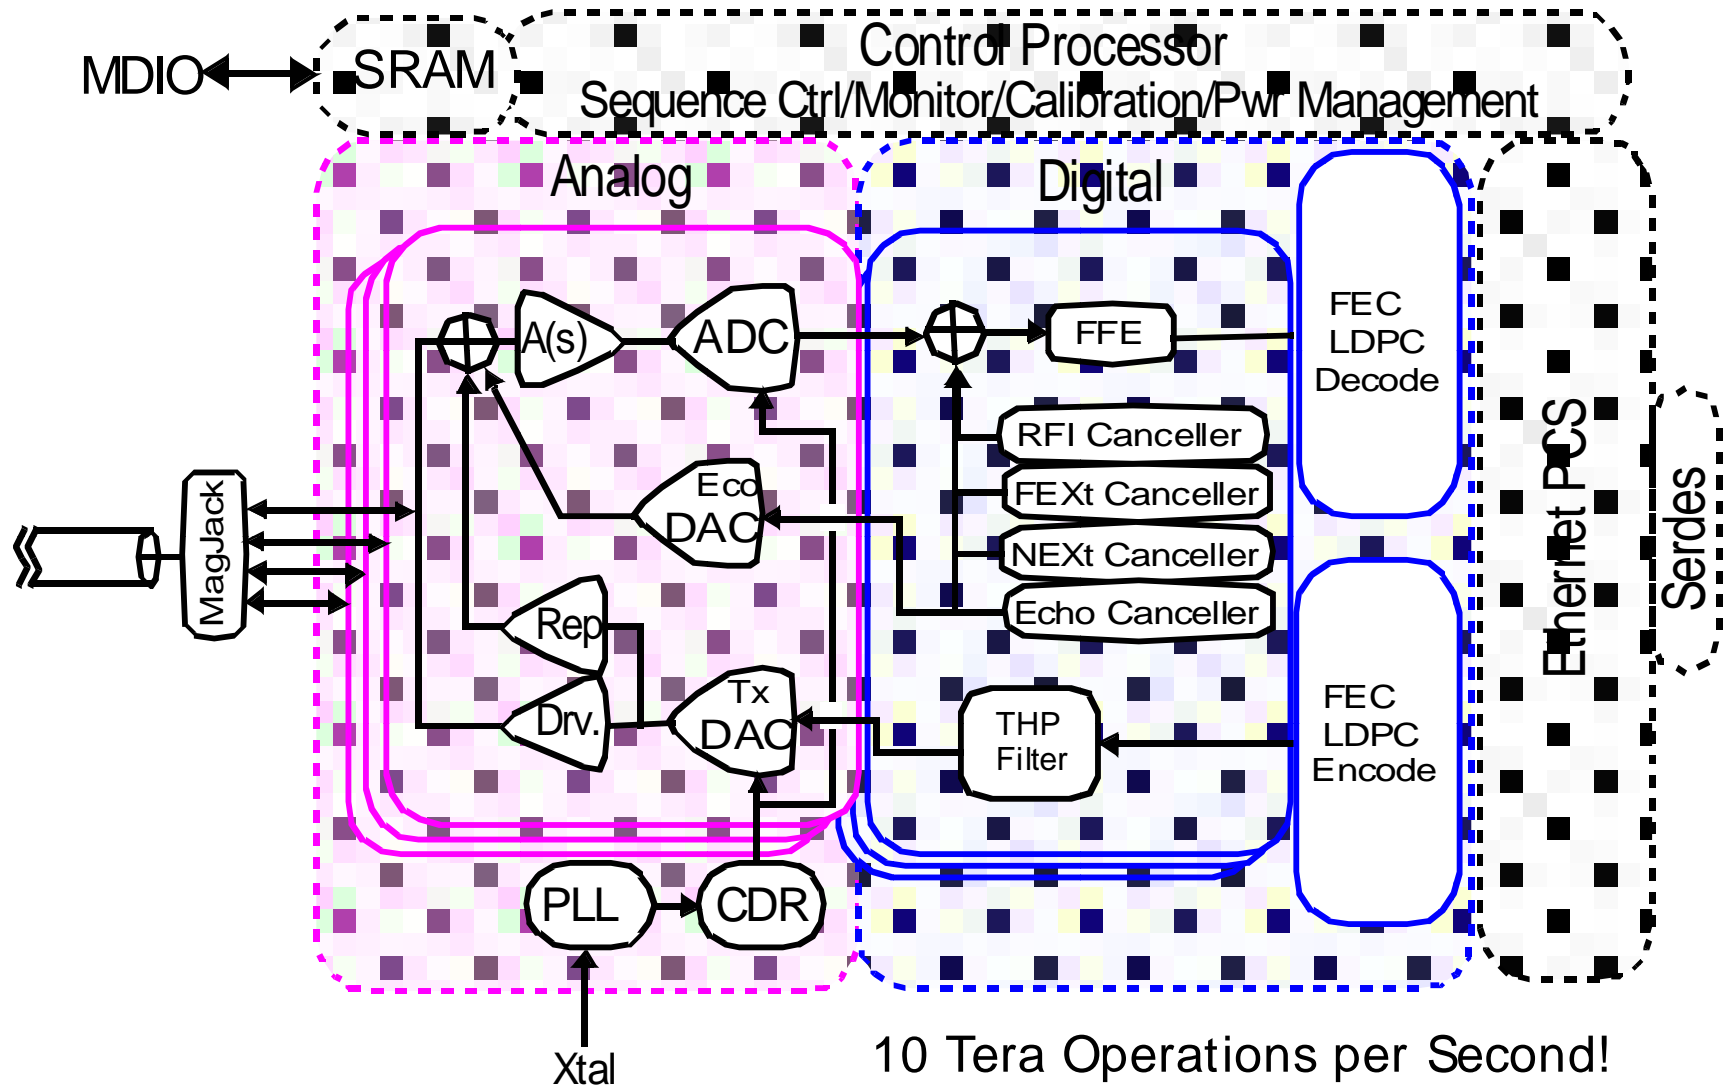 MDIO
SRAM
Control Processor
Sequence Ctrl/Monitor/Calibration/Pwr Management
Analog
Digital
A(s)
ADC
FFE
FEC
LDPC
Decode
RFI Canceller
FEXt Canceller
NEXt Canceller
Echo Canceller
Eco
DAC
MagJack
Rep
Drv.
Tx
DAC
THP
Filter
FEC
LDPC
Encode
Ethernet PCS
Serdes
PLL
CDR
Xtal
10 Tera Operations per Second!